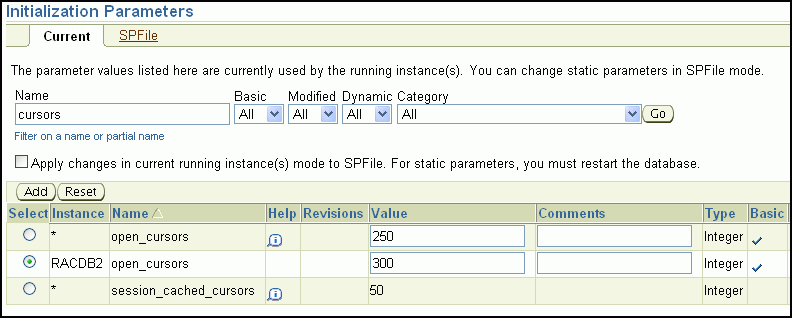 Initialization Parameters
Current SPFile
The parameter values listed here are currently used by the running instance(s). You can change static parameters in SPFile mode.
Name Basic Modified Dynamic Category
cursors All All All All Go
Filter on a name or partial name
Apply changes in current running instance(s) mode to SPFile. For static parameters, you must restart the database.
Add Reset
Select Instance Name Help Revisions Value Comments Type Basic
* open_cursors 250 Integer
RACDB2 open_cursors 300 Integer
* session_cached_cursors 50 Integer